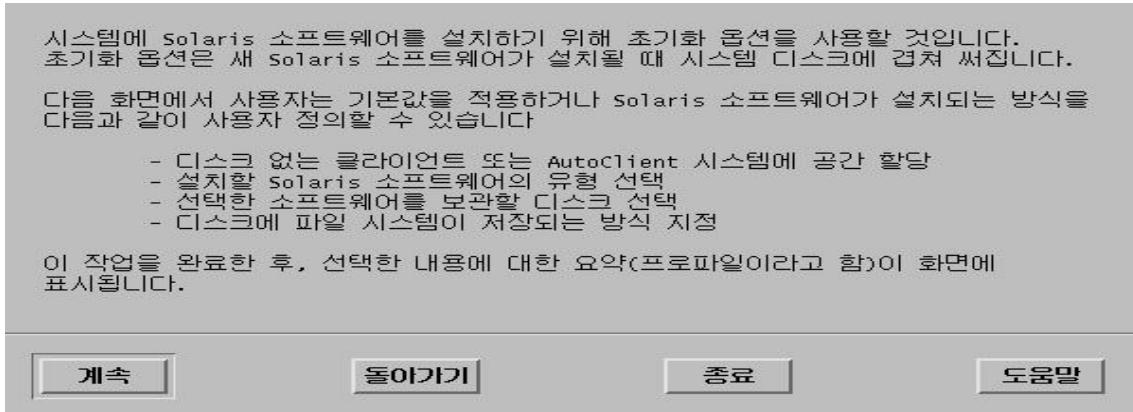 시스템에 Solaris 소프트웨어를 설치하기 위해 초기화 옵션을 사용할 것입니다.
초기화 옵션은 새 Solaris 소프트웨어가 설치될 때 시스템 디스크에 겹쳐 써집니다.
다음 화면에서 사용자는 기본값을 적용하거나 Solaris 소프트웨어가 설치되는 방식을
다음과 같이 사용자 정의할 수 있습니다
- 디스크 없는 클라이언트 또는 AutoClient 시스템에 공간 할당
- 설치할 Solaris 소프트웨어의 유형 선택
- 선택한 소프트웨어를 보관할 디스크 선택
- 디스크에 파일 시스템이 저장되는 방식 지정
이 작업을 완료한 후, 선택한 내용에 대한 요약(프로파일이라고 함)이 화면에
표시됩니다.
계속 돌아가기 종료 도움말